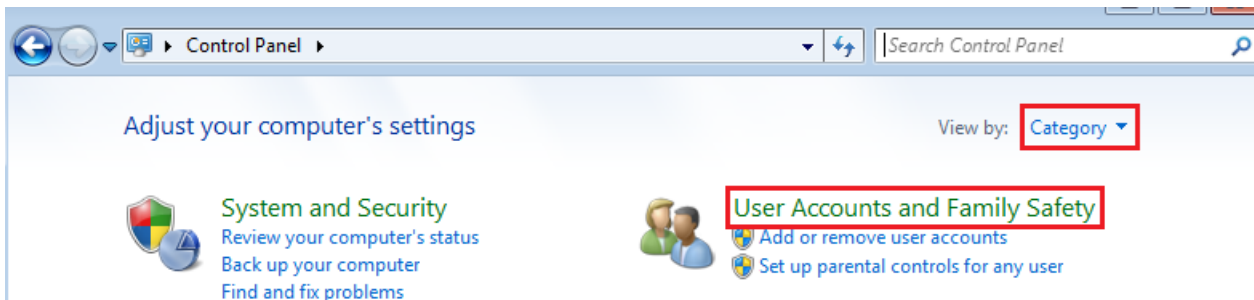 Control Panel
Search Control Panel
Adjust your computer's settings
View by: Category
System and Security
Review your computer's status
Back up your computer
Find and fix problems
User Accounts and Family Safety
Add or remove user accounts
Set up parental controls for any user